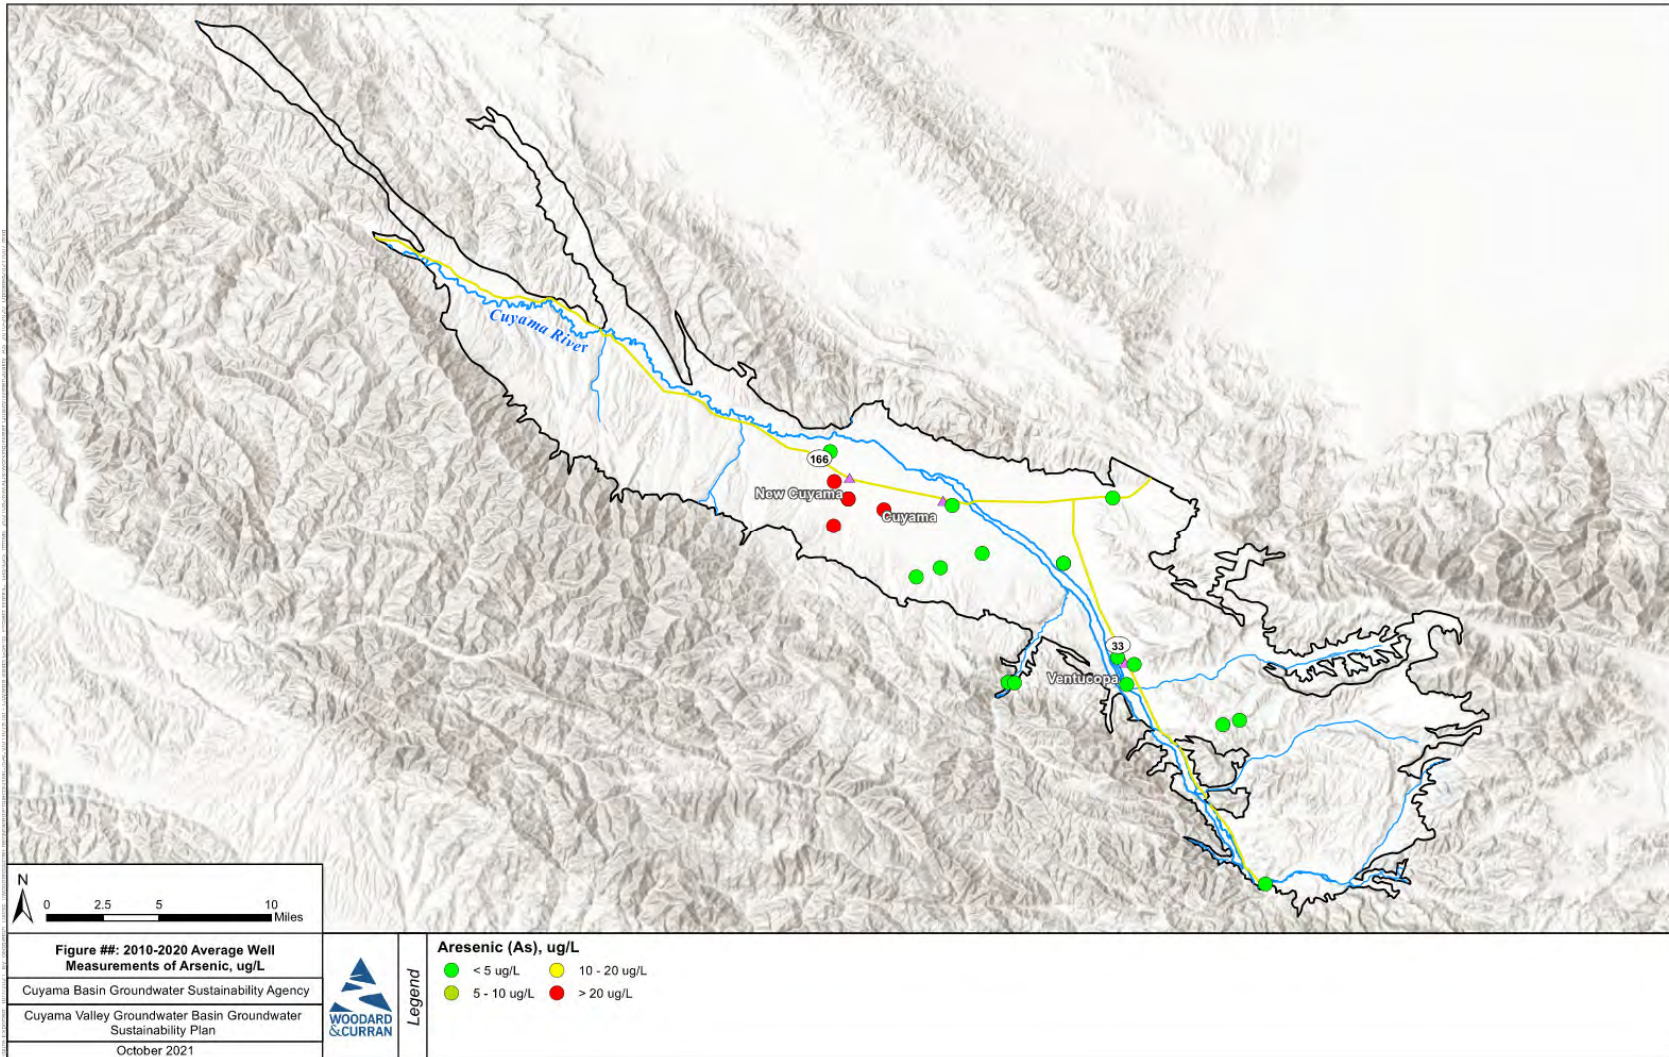 Cuyama River
166
New Cuyama
Cuyama
33
Ventucopa
N
0 2.5 5 10
Miles
Figure ##: 2010-2020 Average Well
Measurements of Arsenic, ug/L
Cuyama Basin Groundwater Sustainability Agency
Cuyama Valley Groundwater Basin Groundwater
Sustainability Plan
October 2021
WOODARD
&CURRAN
Legend
Aresenic (As), ug/L
< 5 ug/L
10 - 20 ug/L
5 - 10 ug/L
> 20 ug/L